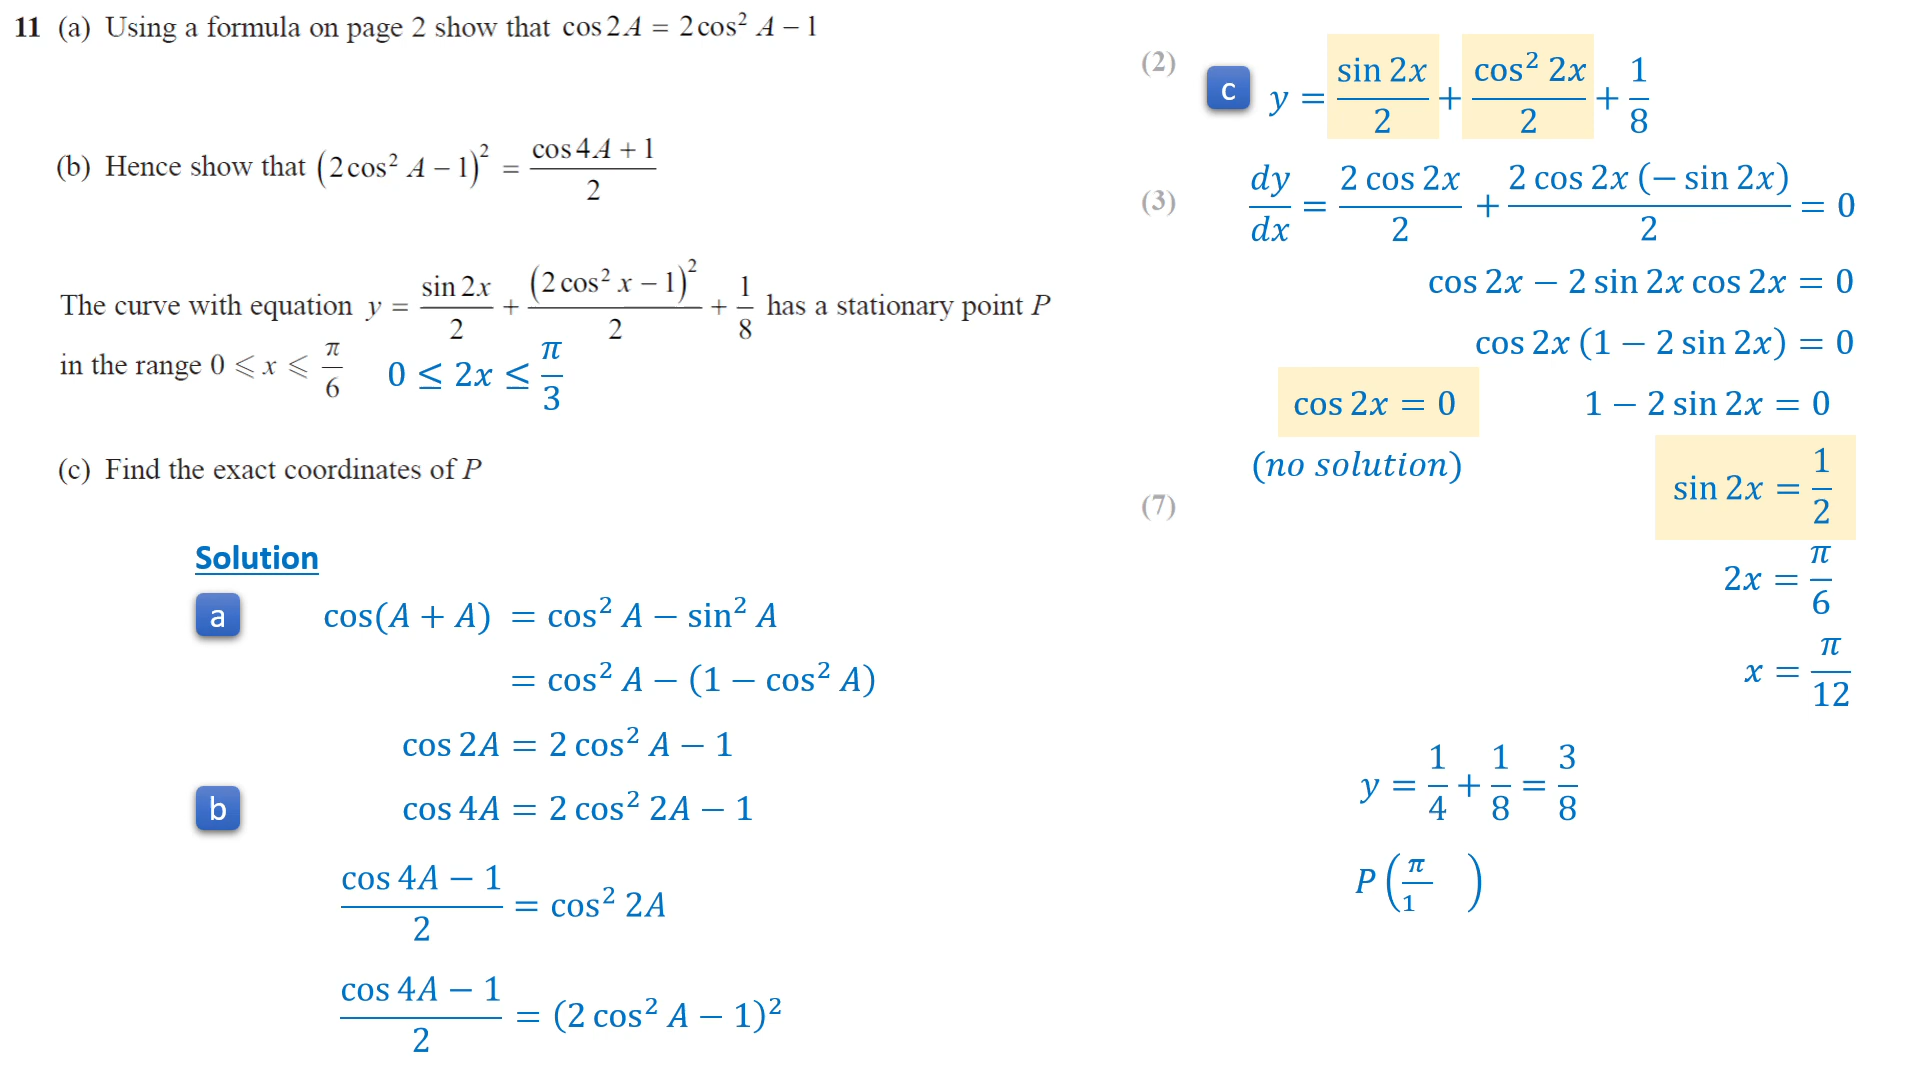 11 (a) Using a formula on page 2 show that cos 2A = 2cos² A − 1
(2)
(b) Hence show that (2cos² A − 1)² = (cos 4A + 1)/2
(3)
The curve with equation y = sin 2x/2 + (2cos² x − 1)²/2 + 1/8 has a stationary point P
in the range 0 ⩽ x ⩽ π/6
0 ≤ 2x ≤ π/3
(c) Find the exact coordinates of P
(7)
Solution
a
cos(A + A) = cos² A − sin² A
= cos² A − (1 − cos² A)
cos 2A = 2 cos² A − 1
b
cos 4A = 2 cos² 2A − 1
(cos 4A − 1)/2 = cos² 2A
(cos 4A − 1)/2 = (2 cos² A − 1)²
c
y = sin 2x/2 + cos² 2x/2 + 1/8
dy/dx = 2 cos 2x/2 + 2 cos 2x (− sin 2x)/2 = 0
cos 2x − 2 sin 2x cos 2x = 0
cos 2x (1 − 2 sin 2x) = 0
cos 2x = 0
1 − 2 sin 2x = 0
(no solution)
sin 2x = 1/2
2x = π/6
x = π/12
y = 1/4 + 1/8 = 3/8
P (π/1 )